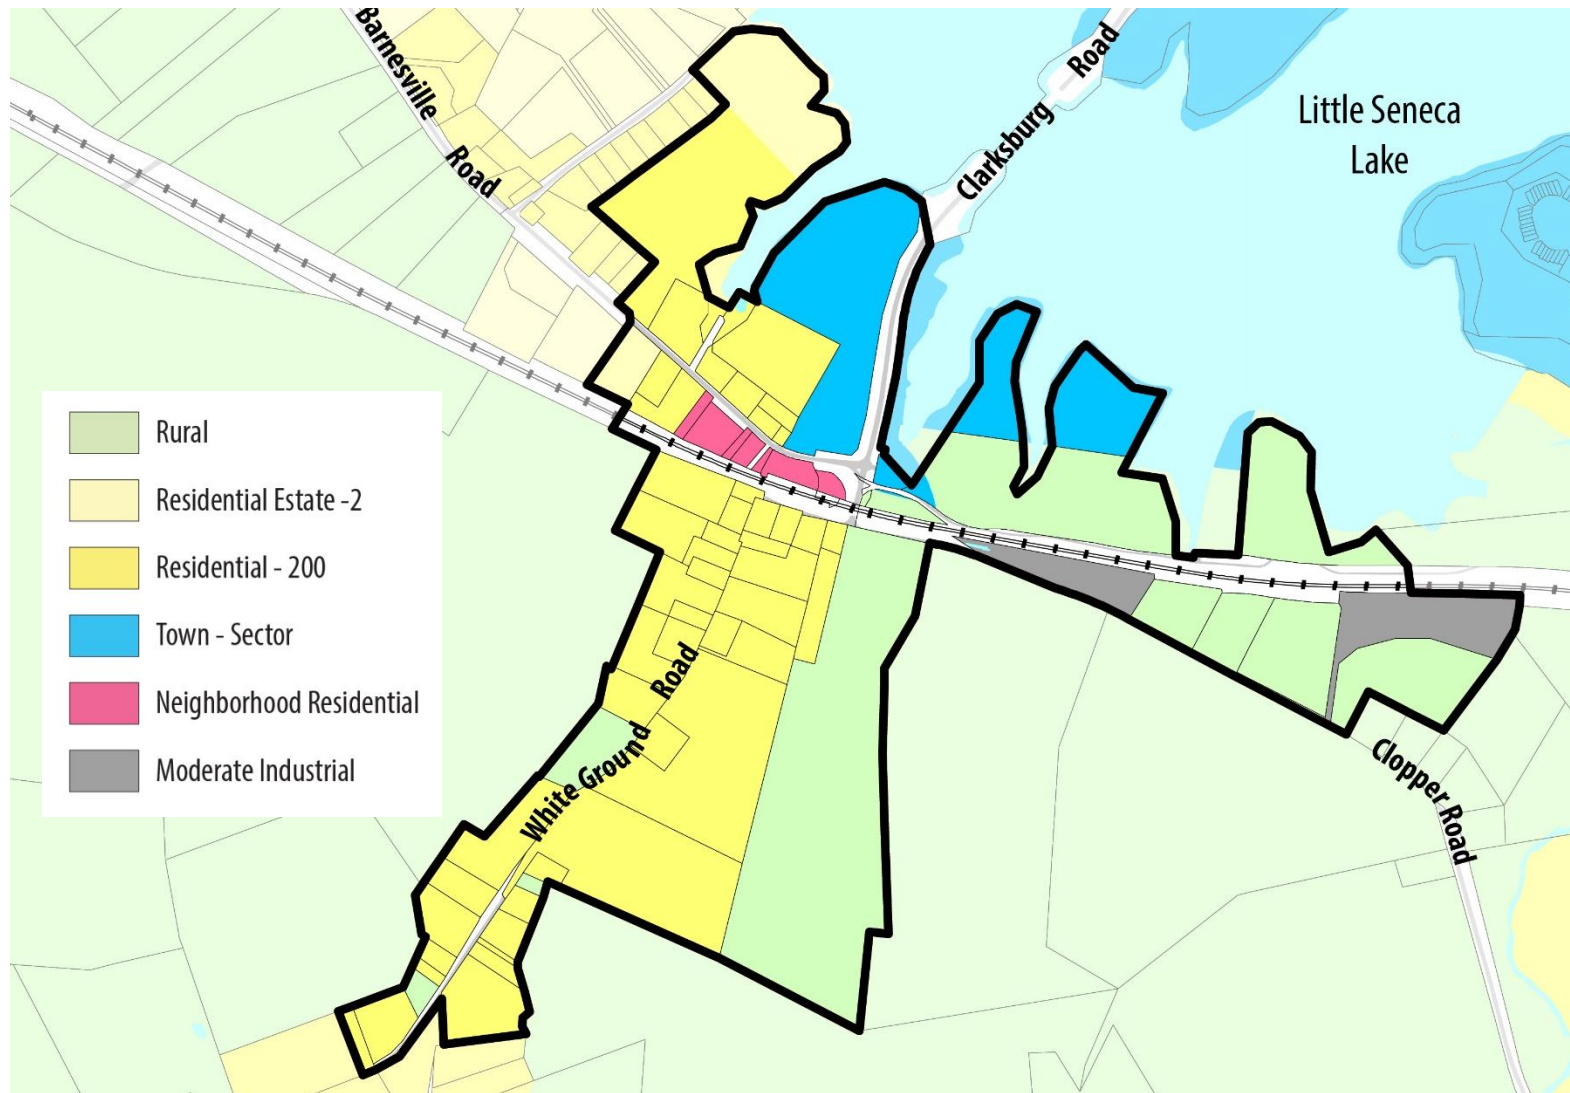 Barnesville
Road
Clarksburg
Road
Little Seneca
Lake
Rural
Residential Estate -2
Residential - 200
Town - Sector
Neighborhood Residential
Moderate Industrial
White Ground
Road
Clopper Road